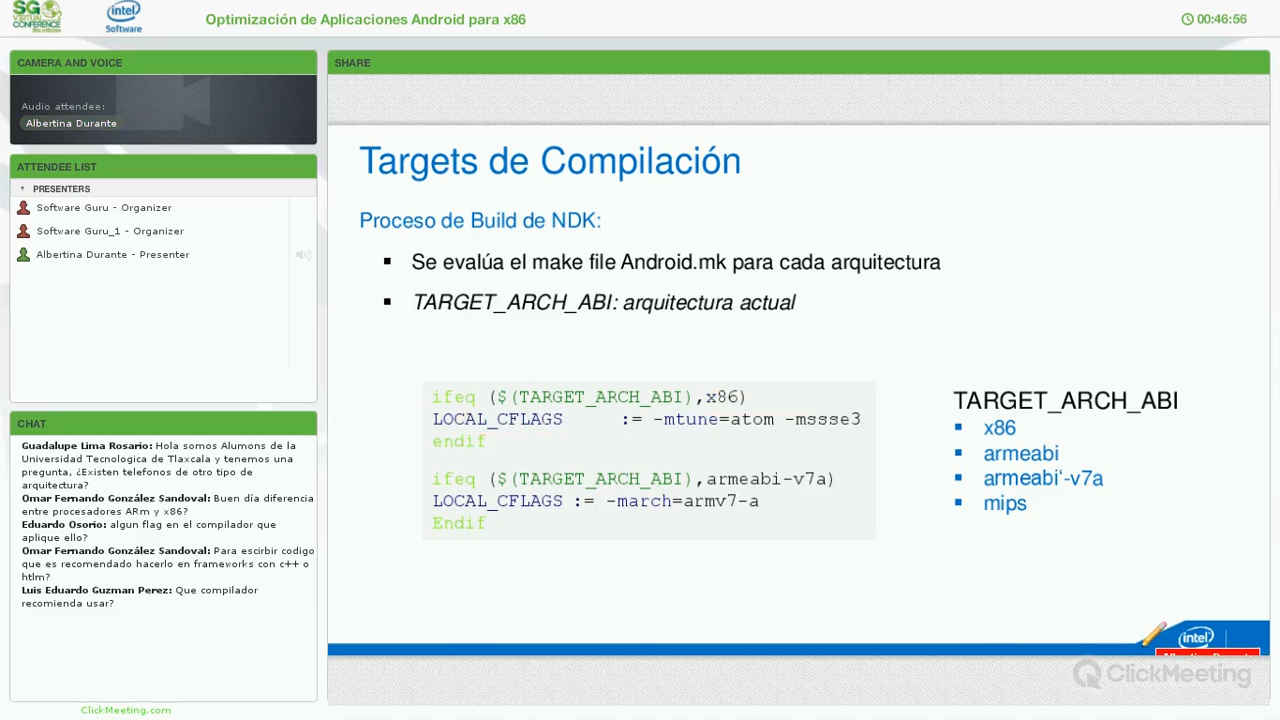 SG
VIRTUAL
CONFERENCE
intel
Software
Optimización de Aplicaciones Android para x86
00:46:56
CAMERA AND VOICE
Audio attendee:
Albertina Durante
ATTENDEE LIST
PRESENTERS
Software Guru - Organizer
Software Guru_1 - Organizer
Albertina Durante - Presenter
CHAT
Guadalupe Lima Rosario: Hola somos Alumons de la
Universidad Tecnologica de Tlaxcala y tenemos una
pregunta, ¿Existen telefonos de otro tipo de
arquitectura?
Omar Fernando González Sandoval: Buen día diferencia
entre procesadores ARm y x86?
Eduardo Osorio: algun flag en el compilador que
aplique ello?
Omar Fernando González Sandoval: Para escirbir codigo
que es recomendado hacerlo en frameworks con c++ o
htlm?
Luis Eduardo Guzman Perez: Que compilador
recomienda usar?
ClickMeeting.com
SHARE
Targets de Compilación
Proceso de Build de NDK:
▪ Se evalúa el make file Android.mk para cada arquitectura
▪ TARGET_ARCH_ABI: arquitectura actual
ifeq ($(TARGET_ARCH_ABI),x86)
LOCAL_CFLAGS := -mtune=atom -mssse3
endif
ifeq ($(TARGET_ARCH_ABI),armeabi-v7a)
LOCAL_CFLAGS := -march=armv7-a
Endif
TARGET_ARCH_ABI
▪ x86
▪ armeabi
▪ armeabi‘-v7a
▪ mips
intel
ClickMeeting